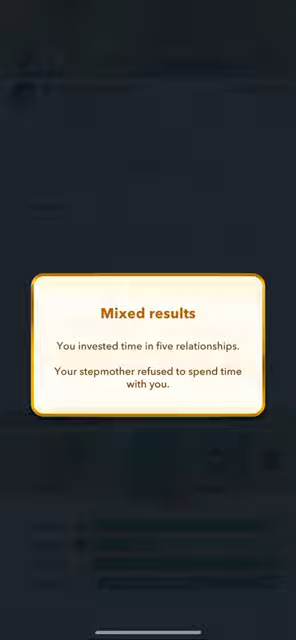 Mixed results
You invested time in five relationships.
Your stepmother refused to spend time
with you.